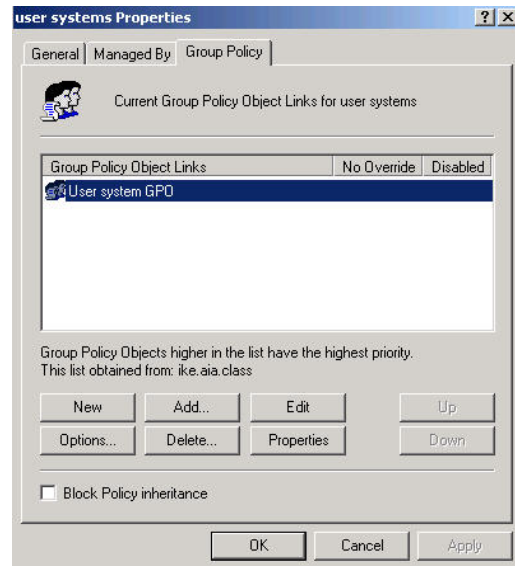 user systems Properties
? X
General Managed By Group Policy
Current Group Policy Object Links for user systems
Group Policy Object Links No Override Disabled
User system GPO
Group Policy Objects higher in the list have the highest priority.
This list obtained from: ike.aia.class
New Add... Edit Up
Options... Delete... Properties Down
Block Policy inheritance
OK Cancel Apply